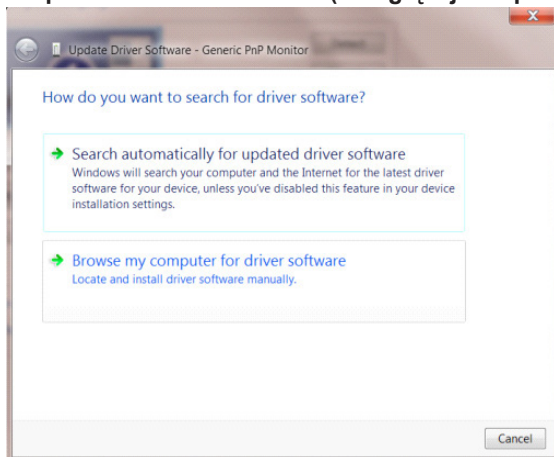 Update Driver Software - Generic PnP Monitor
How do you want to search for driver software?
Search automatically for updated driver software
Windows will search your computer and the Internet for the latest driver
software for your device, unless you've disabled this feature in your device
installation settings.
Browse my computer for driver software
Locate and install driver software manually.
Cancel